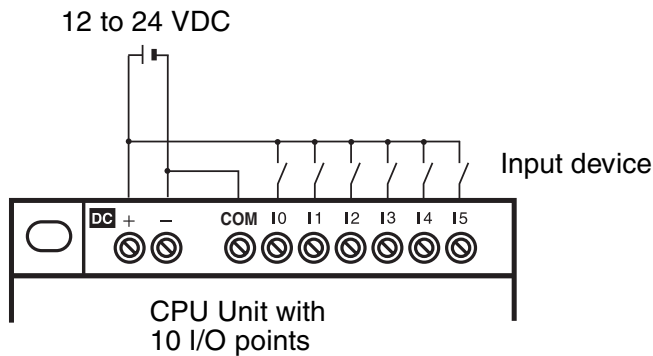 12 to 24 VDC
Input device
DC + − COM I0 I1 I2 I3 I4 I5
CPU Unit with
10 I/O points